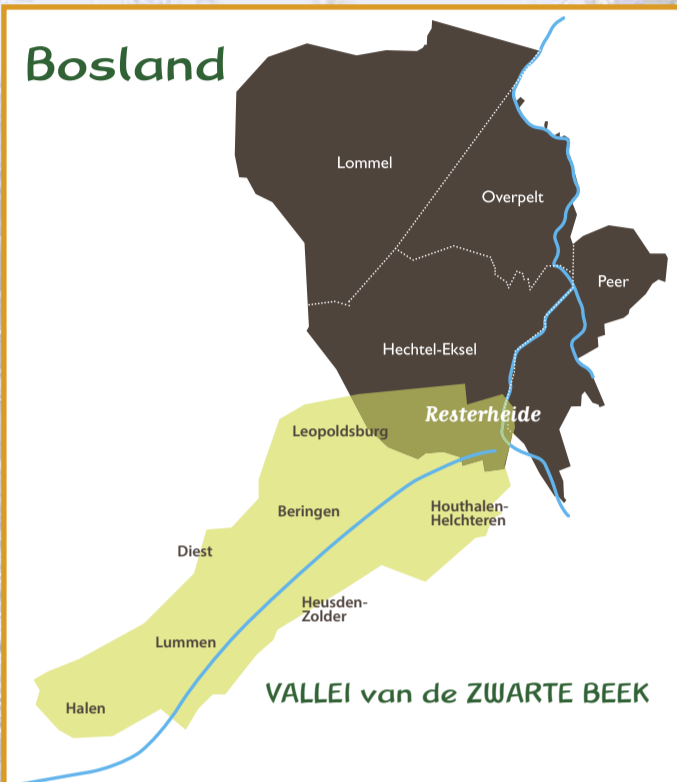 Bosland
Lommel
Overpelt
Peer
Hechtel-Eksel
Resterheide
Leopoldsburg
Beringen
Houthalen-
Helchteren
Diest
Heusden-
Zolder
Lummen
VALLEI van de ZWARTE BEEK
Halen